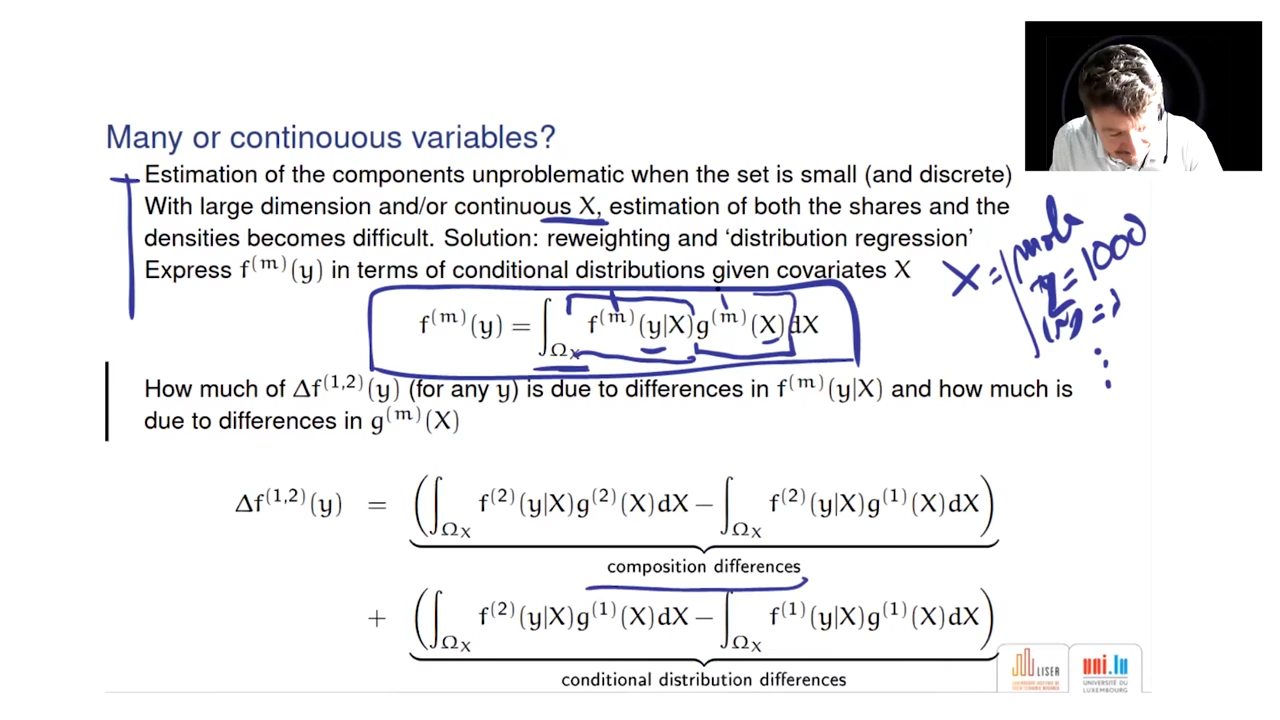 Many or continouous variables?
Estimation of the components unproblematic when the set is small (and discrete)
With large dimension and/or continuous X, estimation of both the shares and the
densities becomes difficult. Solution: reweighting and ‘distribution regression’
Express f^(m)(y) in terms of conditional distributions given covariates X
f^(m)(y) = ∫_Ω_X f^(m)(y|X)g^(m)(X)dX
X =
= 1000
How much of Δf^(1,2)(y) (for any y) is due to differences in f^(m)(y|X) and how much is
due to differences in g^(m)(X)
Δf^(1,2)(y) = (∫_Ω_X f^(2)(y|X)g^(2)(X)dX − ∫_Ω_X f^(2)(y|X)g^(1)(X)dX)
composition differences
+ (∫_Ω_X f^(2)(y|X)g^(1)(X)dX − ∫_Ω_X f^(1)(y|X)g^(1)(X)dX)
conditional distribution differences
LISER
uni.lu
UNIVERSITÉ DU
LUXEMBOURG